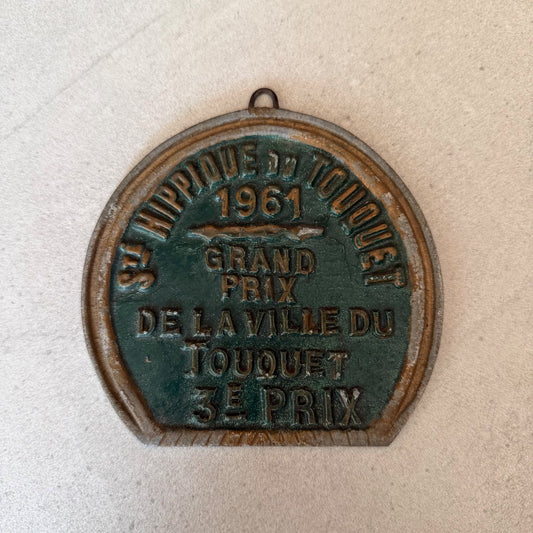 STÉ HIPPIQUE DU TOUQUET
1961
GRAND
PRIX
DE LA VILLE DU
TOUQUET
3E PRIX